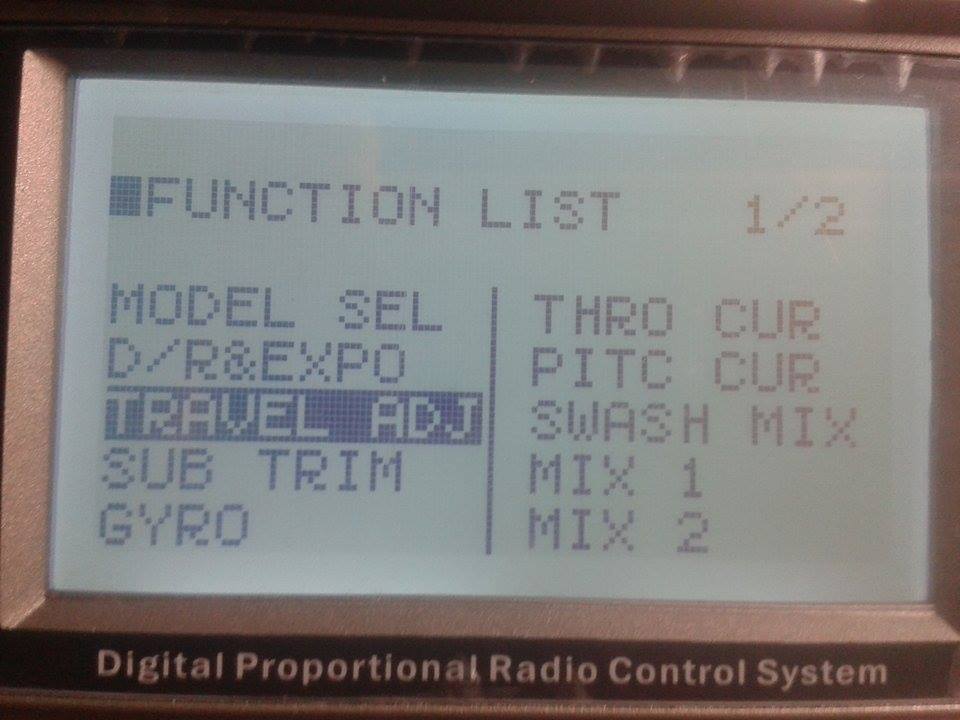 ■FUNCTION LIST 1/2
MODEL SEL
D/R&EXPO
TRAVEL ADJ
SUB TRIM
GYRO
THRO CUR
PITC CUR
SWASH MIX
MIX 1
MIX 2
Digital Proportional Radio Control System